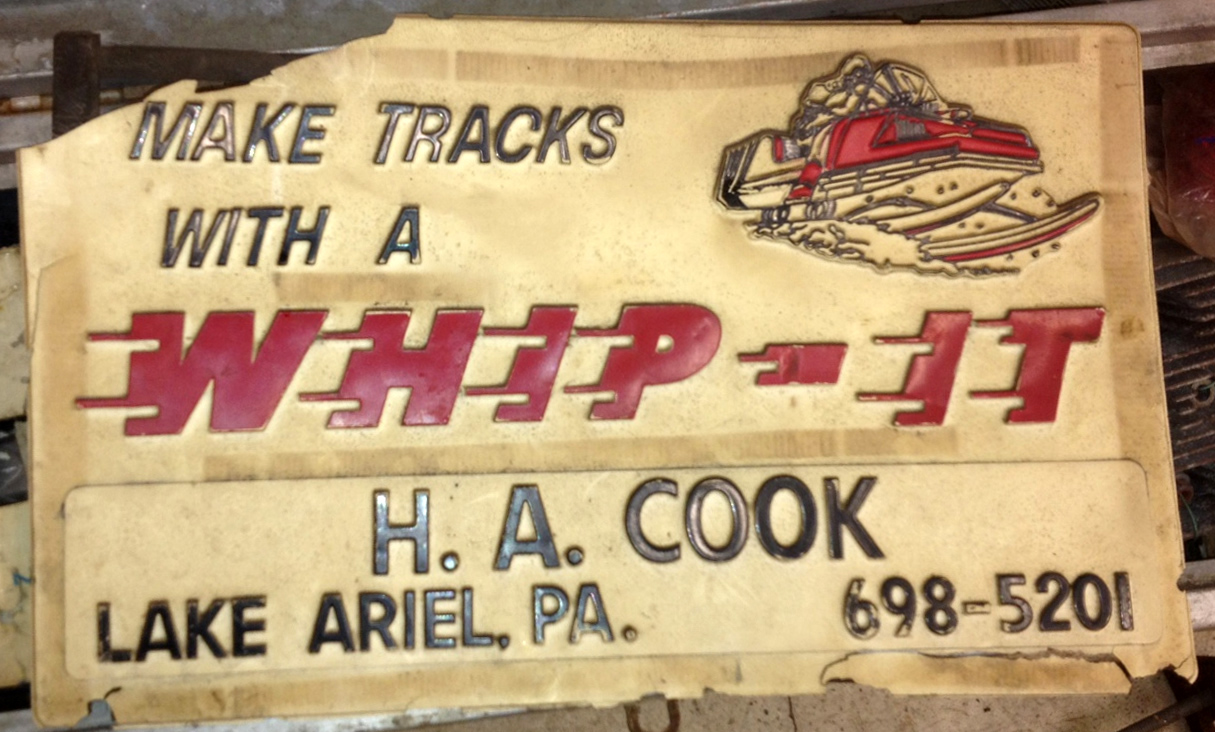 MAKE TRACKS
WITH A
WHIP-IT
H. A. COOK
LAKE ARIEL, PA. 698-5201